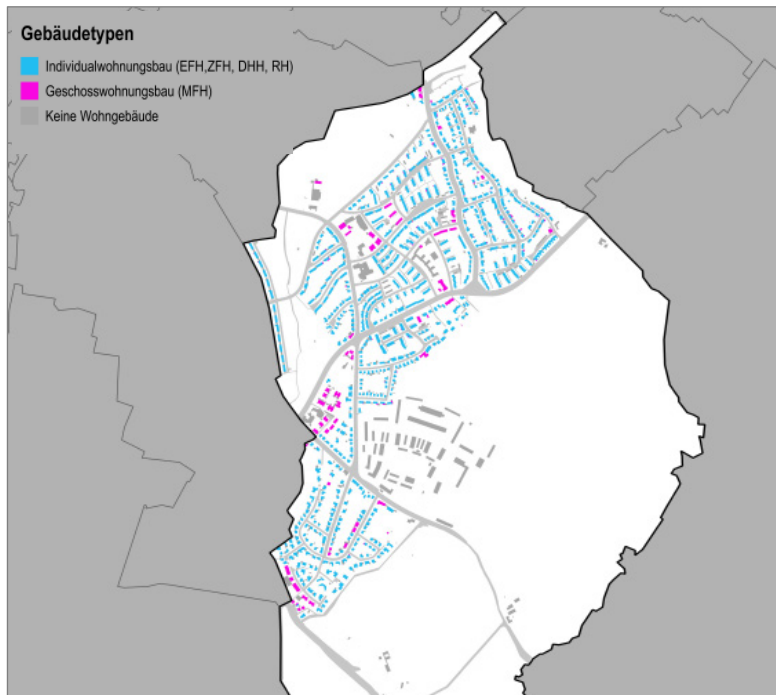 Gebäudetypen
Individualwohnungsbau (EFH,ZFH, DHH, RH)
Geschosswohnungsbau (MFH)
Keine Wohngebäude